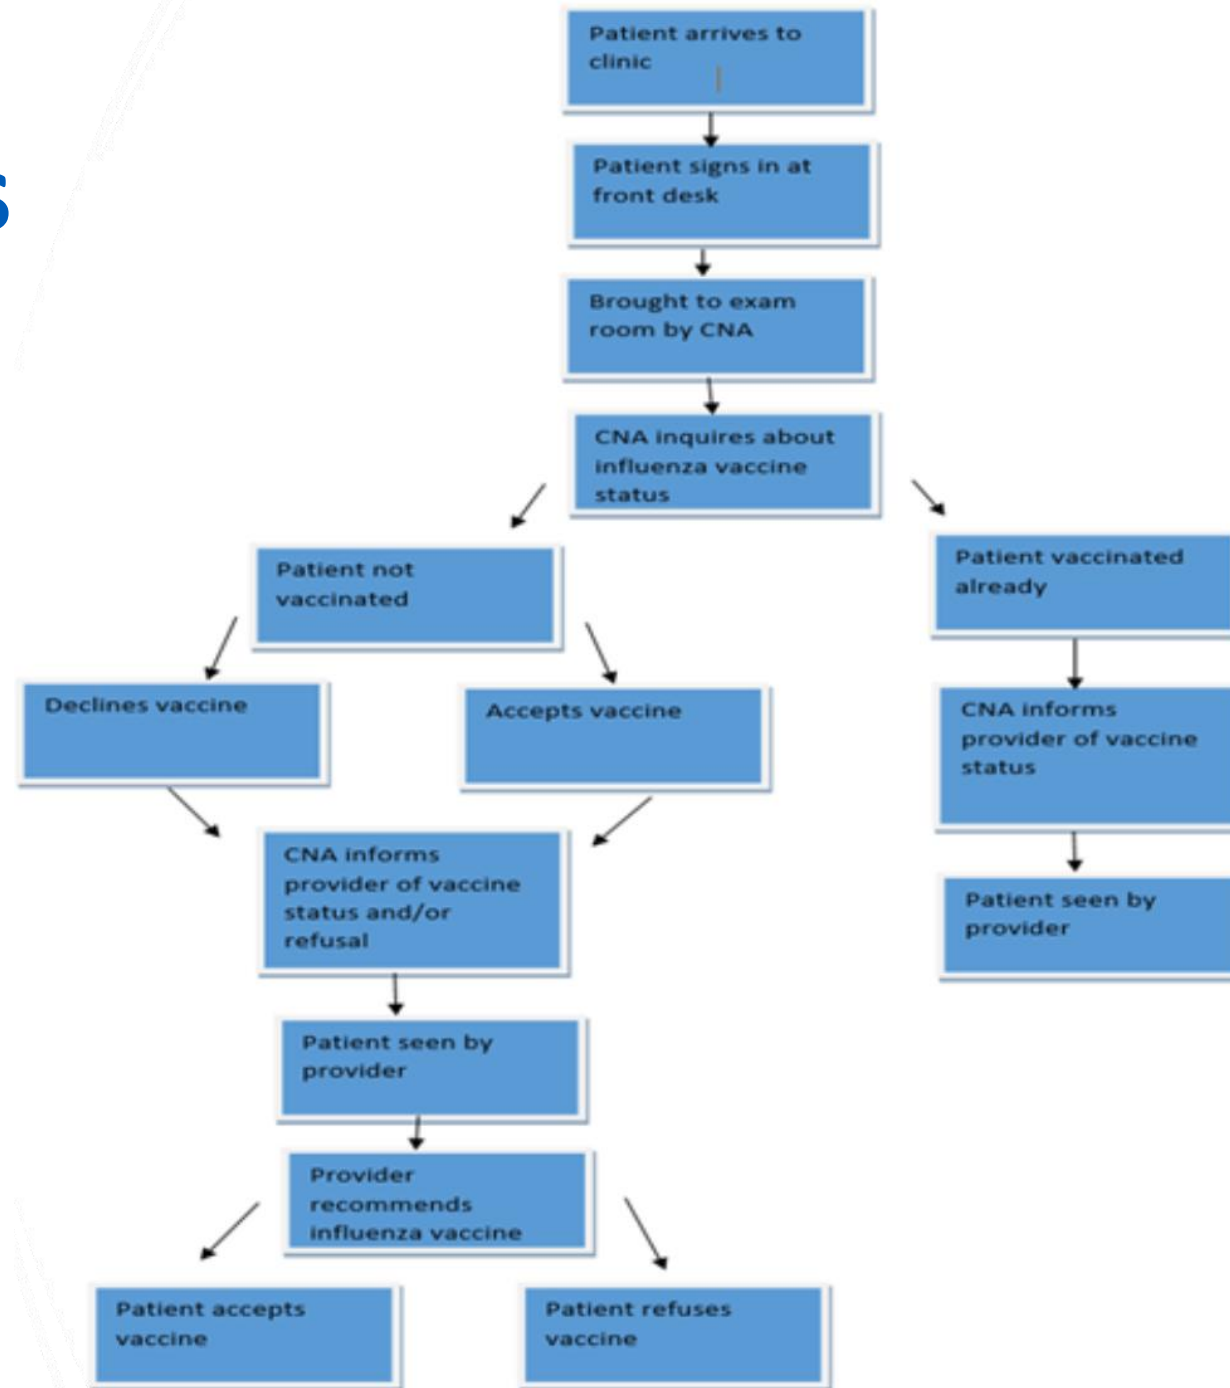 s
Patient arrives to
clinic
Patient signs in at
front desk
Brought to exam
room by CNA
CNA inquires about
influenza vaccine
status
Patient not
vaccinated
Patient vaccinated
already
Declines vaccine
Accepts vaccine
CNA informs
provider of vaccine
status
CNA informs
provider of vaccine
status and/or
refusal
Patient seen by
provider
Patient seen by
provider
Provider
recommends
influenza vaccine
Patient accepts
vaccine
Patient refuses
vaccine